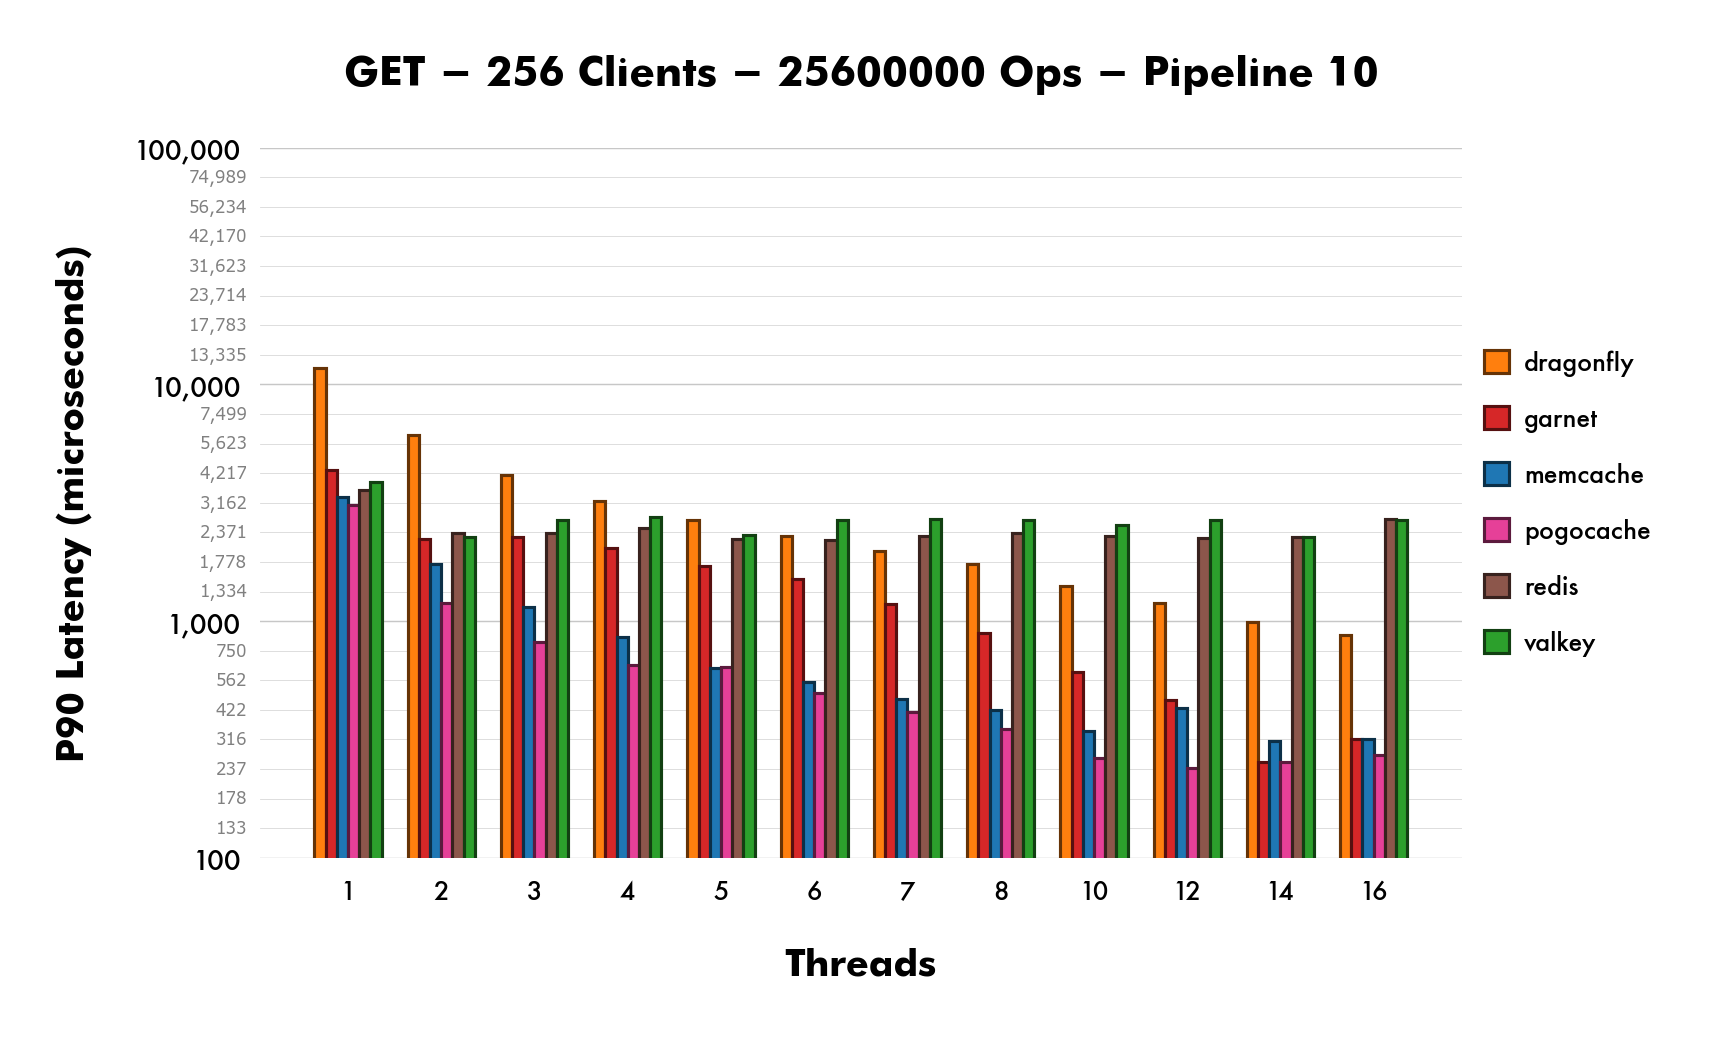 GET – 256 Clients – 25600000 Ops – Pipeline 10
P90 Latency (microseconds)
100,000
74,989
56,234
42,170
31,623
23,714
17,783
13,335
10,000
7,499
5,623
4,217
3,162
2,371
1,778
1,334
1,000
750
562
422
316
237
178
133
100
1 2 3 4 5 6 7 8 10 12 14 16
Threads
dragonfly
garnet
memcache
pogocache
redis
valkey